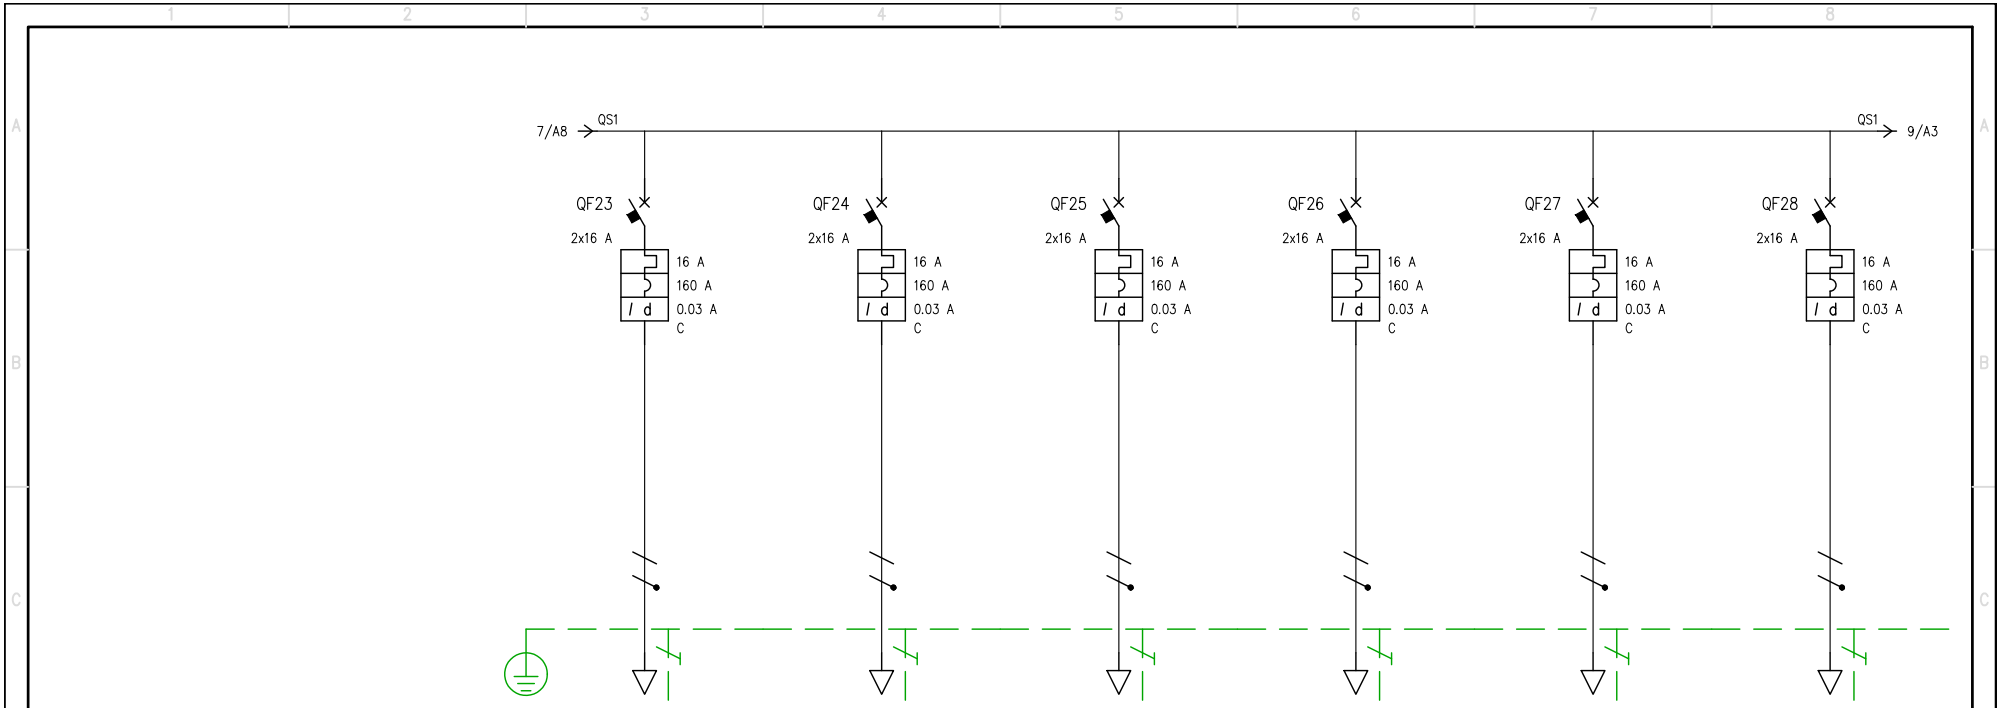 1 2 3 4 5 6 7 8
A A
7/A8 QS1 QS1 9/A3
QF23 QF24 QF25 QF26 QF27 QF28
2x16 A 2x16 A 2x16 A 2x16 A 2x16 A 2x16 A
16 A 16 A 16 A 16 A 16 A 16 A
160 A 160 A 160 A 160 A 160 A 160 A
I d 0.03 A I d 0.03 A I d 0.03 A I d 0.03 A I d 0.03 A I d 0.03 A
C C C C C C
B B
C C